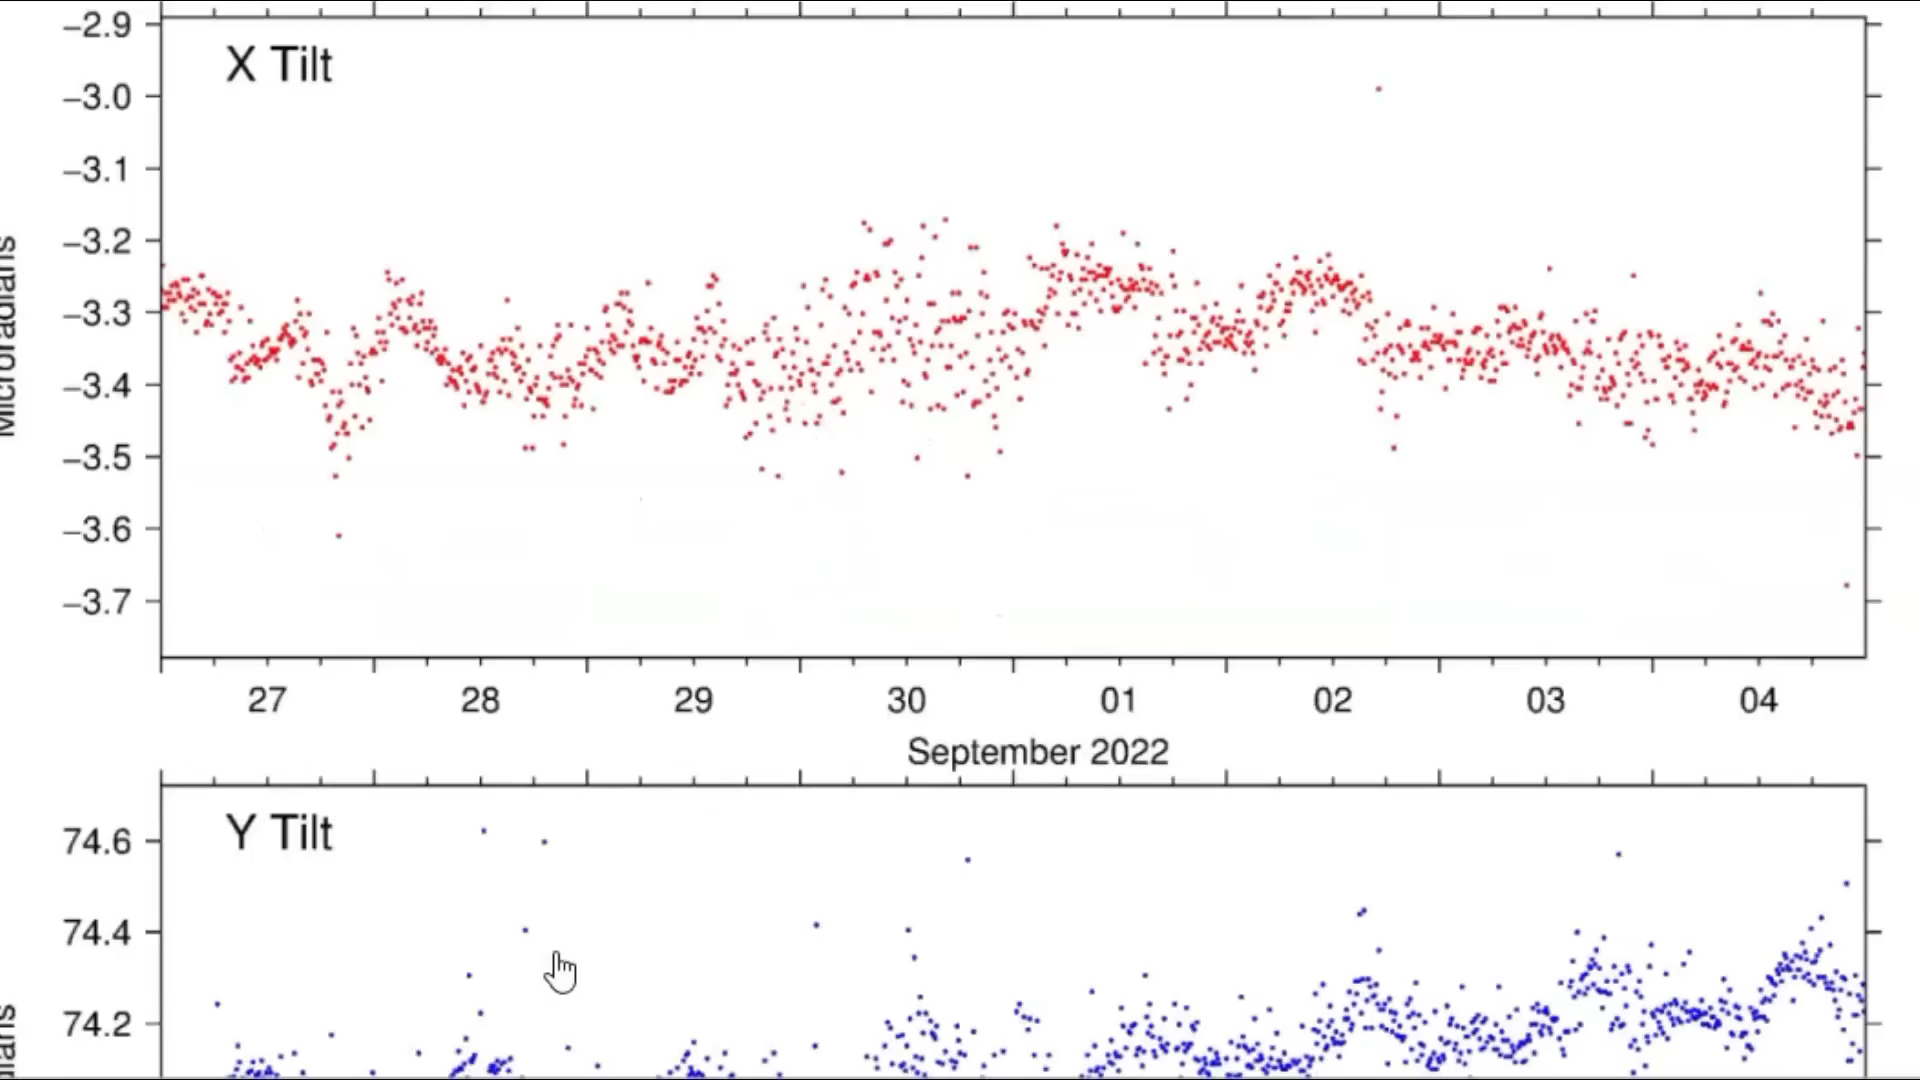 X Tilt
−2.9
−3.0
−3.1
−3.2
−3.3
−3.4
−3.5
−3.6
−3.7
Microradians
27 28 29 30 01 02 03 04
September 2022
Y Tilt
74.6
74.4
74.2